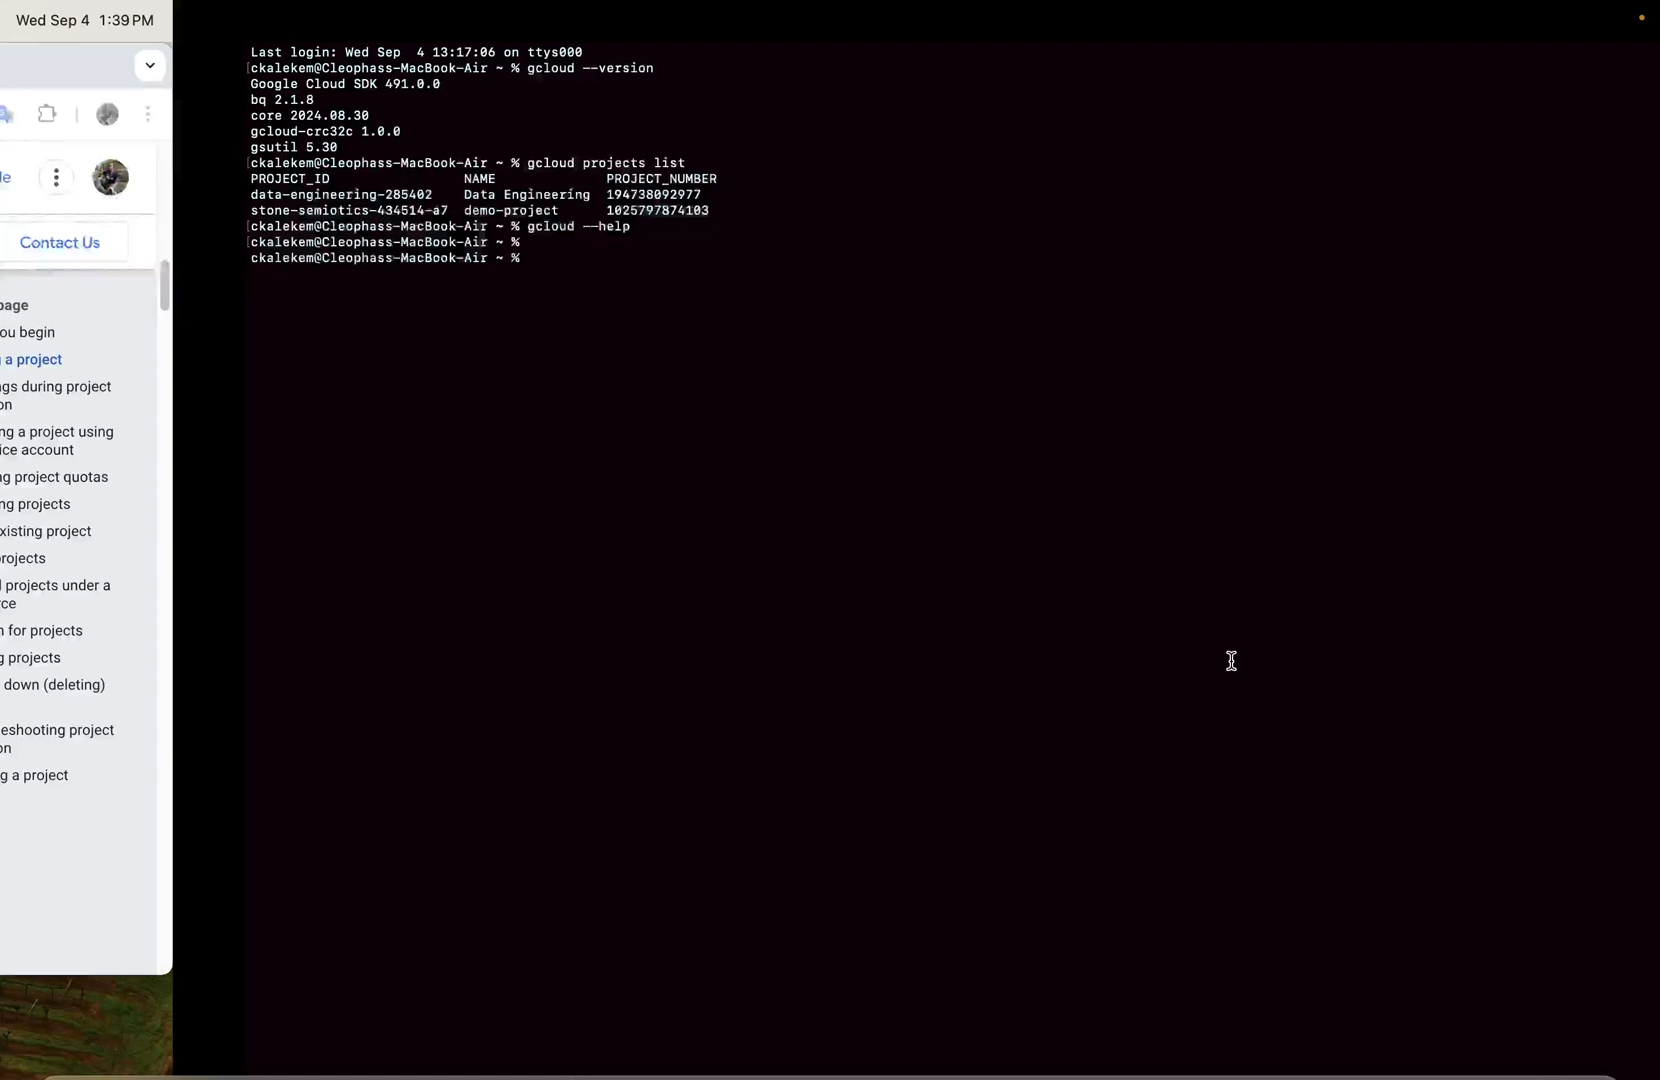 Wed Sep 4 1:39 PM
Contact Us
page
ou begin
a project
gs during project
on
ng a project using
ice account
ng project quotas
ng projects
xisting project
rojects
projects under a
rce
n for projects
g projects
down (deleting)
eshooting project
on
g a project
Last login: Wed Sep  4 13:17:06 on ttys000
[ckalekem@Cleophass-MacBook-Air ~ % gcloud --version
Google Cloud SDK 491.0.0
bq 2.1.8
core 2024.08.30
gcloud-crc32c 1.0.0
gsutil 5.30
[ckalekem@Cleophass-MacBook-Air ~ % gcloud projects list
PROJECT_ID                 NAME              PROJECT_NUMBER
data-engineering-285402    Data Engineering  194738092977
stone-semiotics-434514-a7  demo-project      1025797874103
[ckalekem@Cleophass-MacBook-Air ~ % gcloud --help
[ckalekem@Cleophass-MacBook-Air ~ %
ckalekem@Cleophass-MacBook-Air ~ %